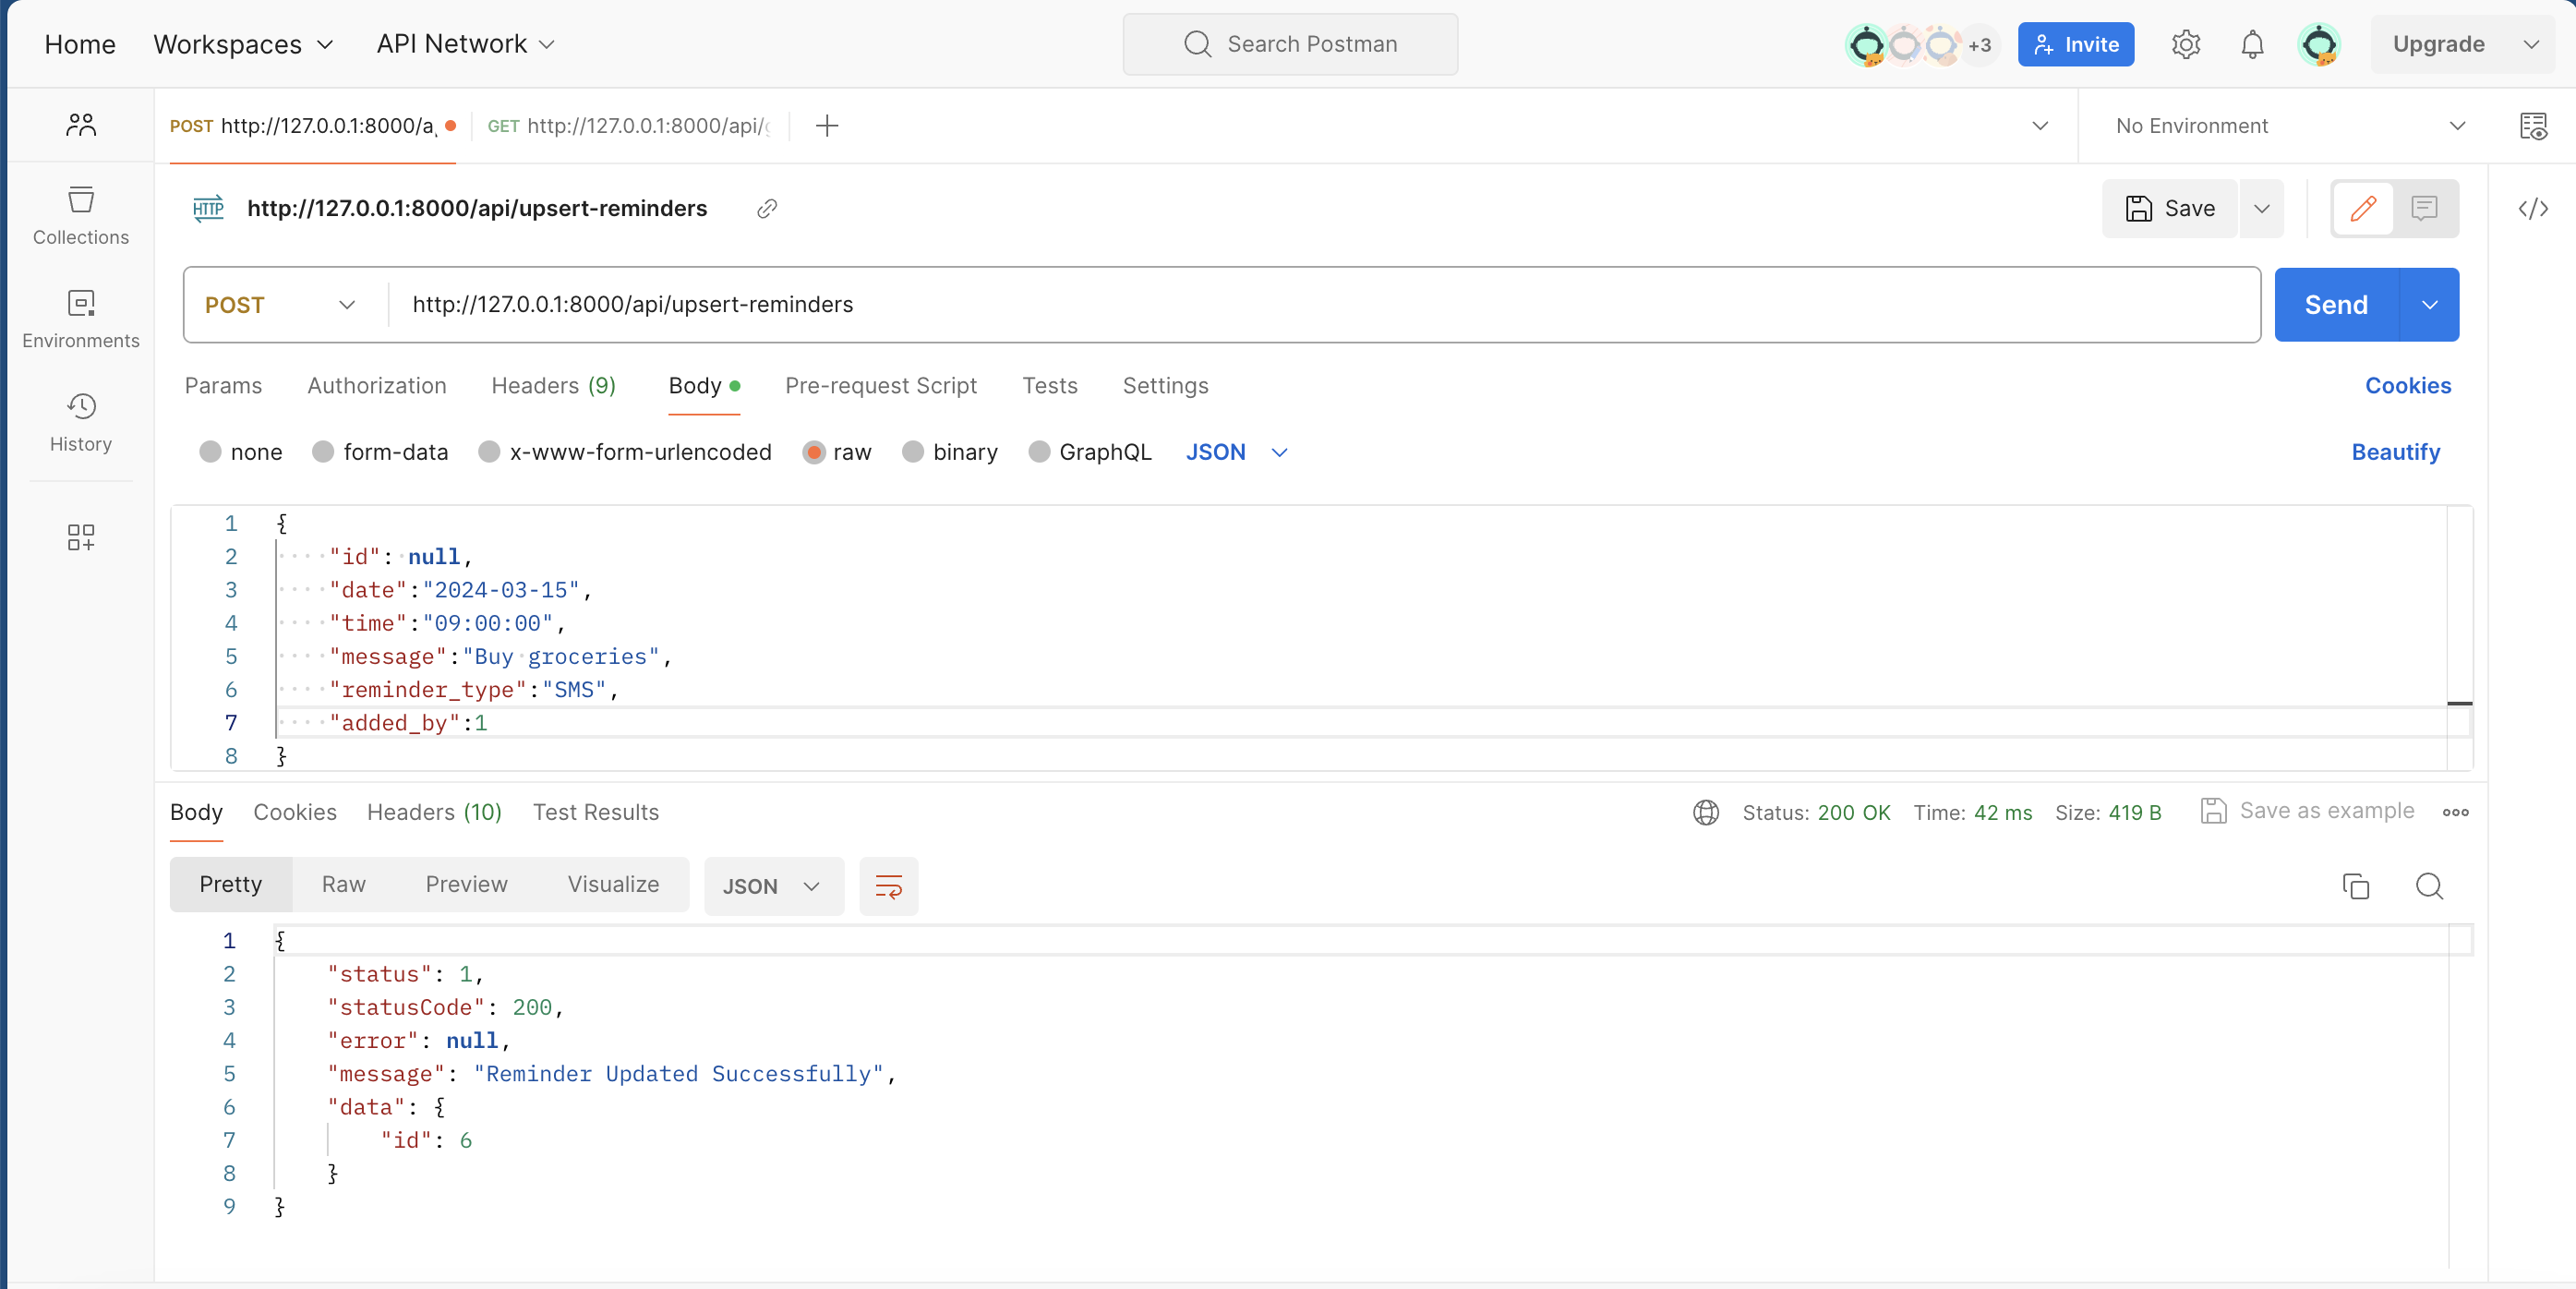 Home Workspaces API Network Search Postman +3 Invite Upgrade
POST http://127.0.0.1:8000/a GET http://127.0.0.1:8000/api/ No Environment
HTTP http://127.0.0.1:8000/api/upsert-reminders Save </>
POST http://127.0.0.1:8000/api/upsert-reminders Send
Collections
Environments
History
Params Authorization Headers (9) Body Pre-request Script Tests Settings Cookies
none form-data x-www-form-urlencoded raw binary GraphQL JSON Beautify
1 {
2 "id": null,
3 "date":"2024-03-15",
4 "time":"09:00:00",
5 "message":"Buy groceries",
6 "reminder_type":"SMS",
7 "added_by":1
8 }
Body Cookies Headers (10) Test Results Status: 200 OK Time: 42 ms Size: 419 B Save as example
Pretty Raw Preview Visualize JSON
1 {
2 "status": 1,
3 "statusCode": 200,
4 "error": null,
5 "message": "Reminder Updated Successfully",
6 "data": {
7 "id": 6
8 }
9 }